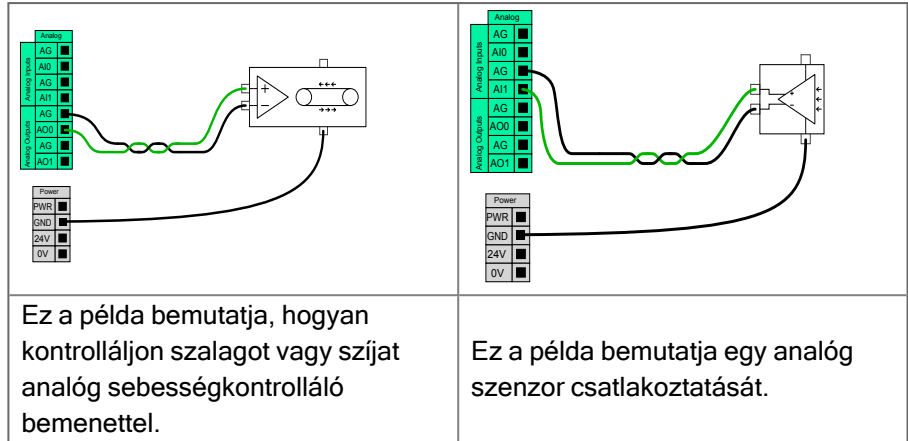 Analog
Analog Inputs
AG
AI0
AG
AI1
Analog Outputs
AG
AO0
AG
AO1
Power
PWR
GND
24V
0V
+
−
Analog
Analog Inputs
AG
AI0
AG
AI1
Analog Outputs
AG
AO0
AG
AO1
Power
PWR
GND
24V
0V
+
-
Ez a példa bemutatja, hogyan
kontrolláljon szalagot vagy szíjat
analóg sebességkontrolláló
bemenettel.
Ez a példa bemutatja egy analóg
szenzor csatlakoztatását.